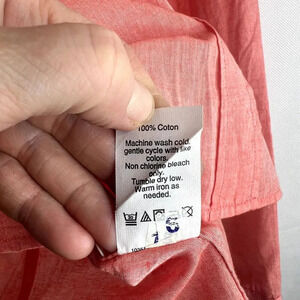 100% Coton
Machine wash cold.
gentle cycle with like
colors.
Non chlorine bleach
only.
Tumble dry low.
Warm iron as
needed.